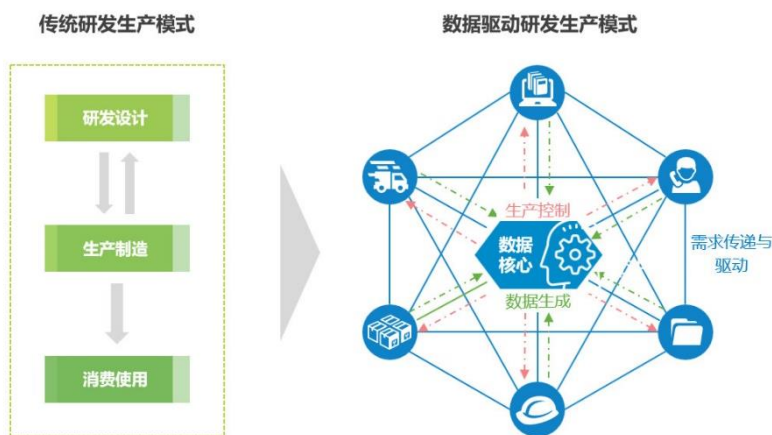 传统研发生产模式
数据驱动研发生产模式
研发设计
生产制造
消费使用
生产控制
数据
核心
数据生成
需求传递与
驱动